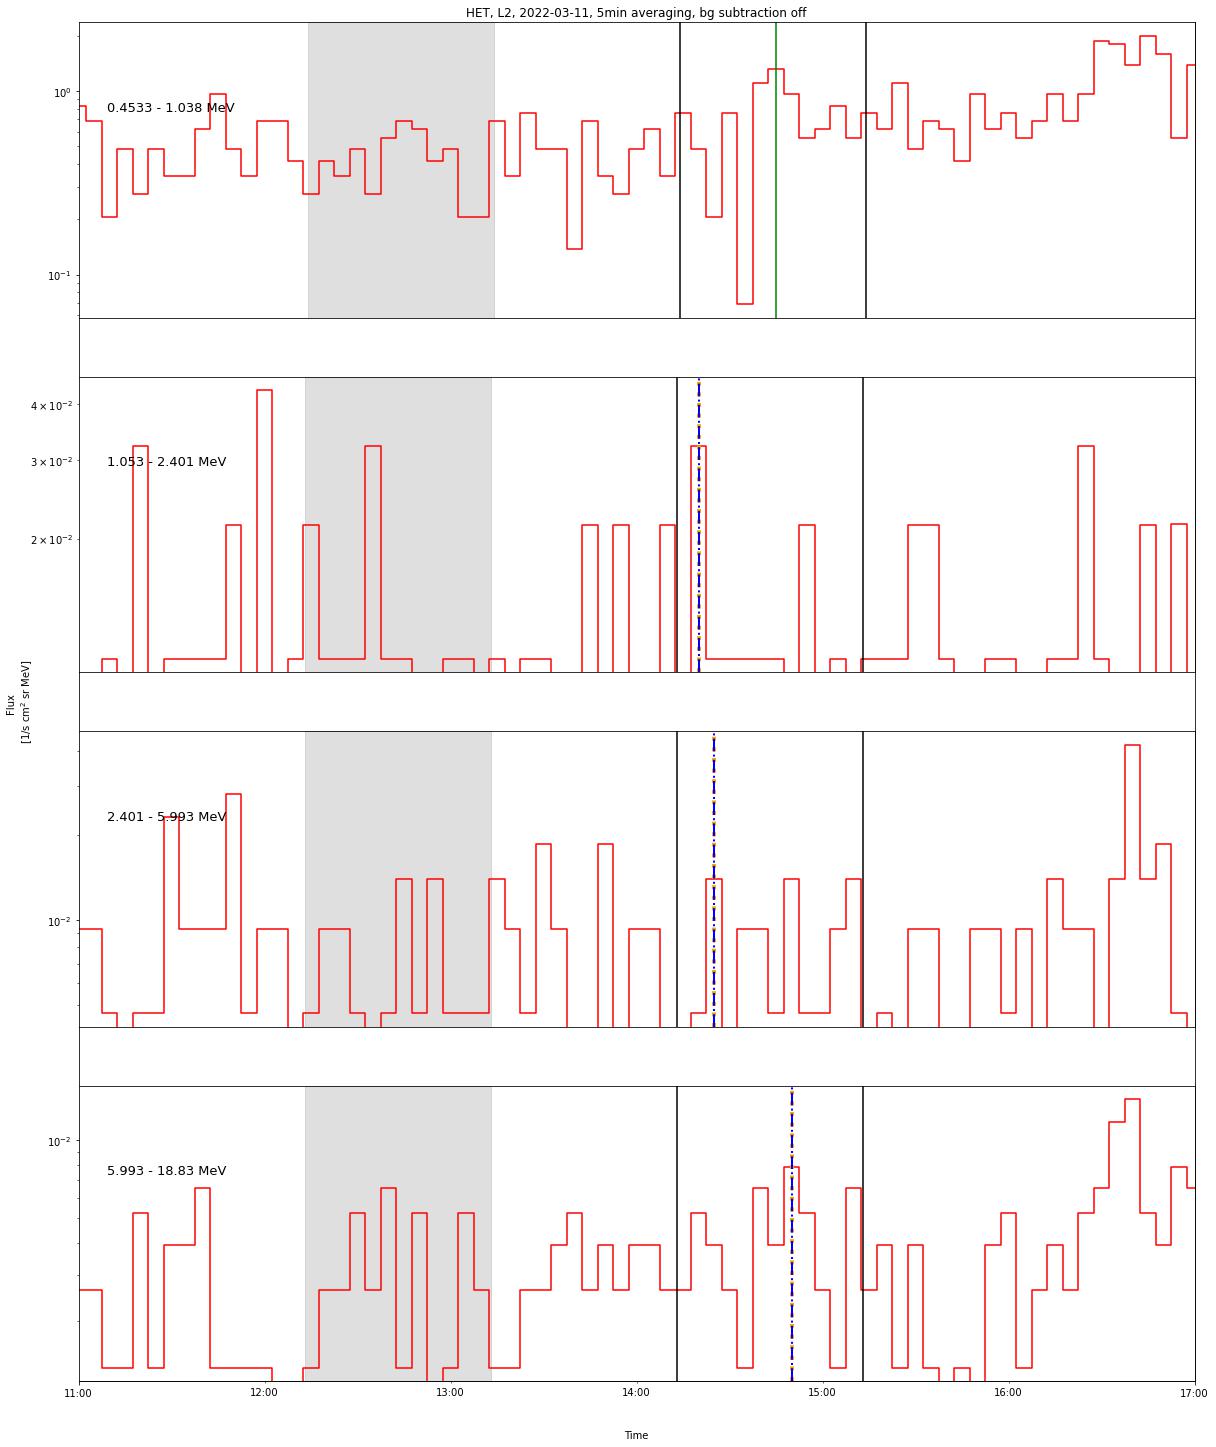 HET, L2, 2022-03-11, 5min averaging, bg subtraction off
10⁰
0.4533 - 1.038 MeV
10⁻¹
4 × 10⁻²
3 × 10⁻²
1.053 - 2.401 MeV
2 × 10⁻²
Flux
[1/s cm² sr MeV]
2.401 - 5.993 MeV
10⁻²
10⁻²
5.993 - 18.83 MeV
11:00 12:00 13:00 14:00 15:00 16:00 17:00
Time